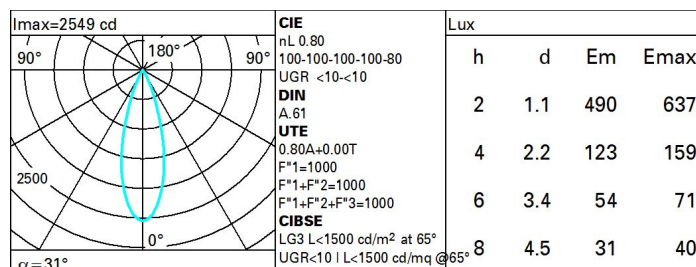 Imax=2549 cd
90°
180°
90°
2500
0°
α=31°
CIE
nL 0.80
100-100-100-100-80
UGR <10-<10
DIN
A.61
UTE
0.80A+0.00T
F"1=1000
F"1+F"2=1000
F"1+F"2+F"3=1000
CIBSE
LG3 L<1500 cd/m² at 65°
UGR<10 | L<1500 cd/mq @65°
Lux
h d Em Emax
2 1.1 490 637
4 2.2 123 159
6 3.4 54 71
8 4.5 31 40